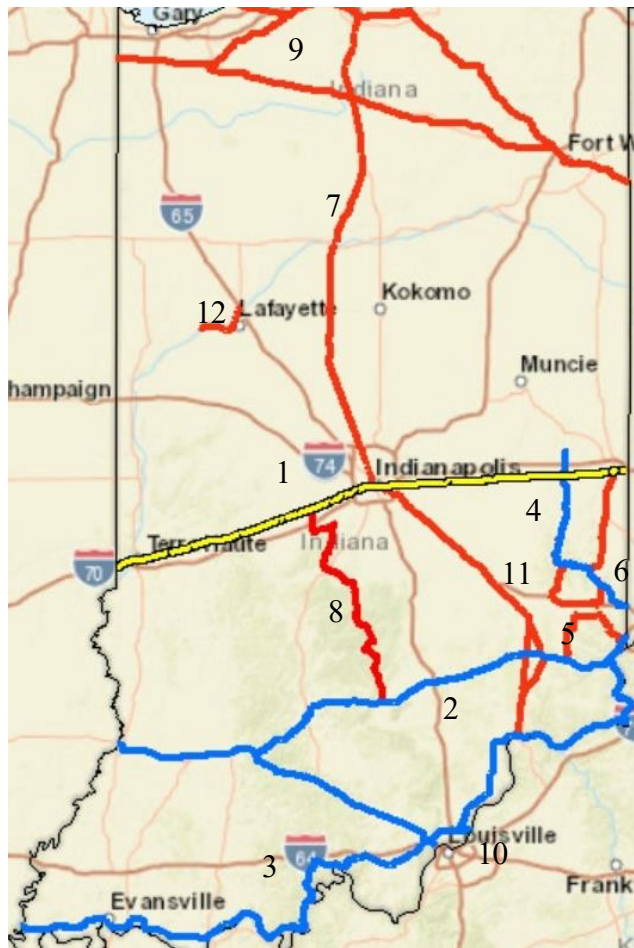 Gary
9
Indiana
Fort W
7
65
Kokomo
12
Lafayette
Muncie
hampaign
74
1
Indianapolis
4
Terre Haute
Indiana
70
11
6
8
5
2
Louisville
64
10
3
Frank
Evansville